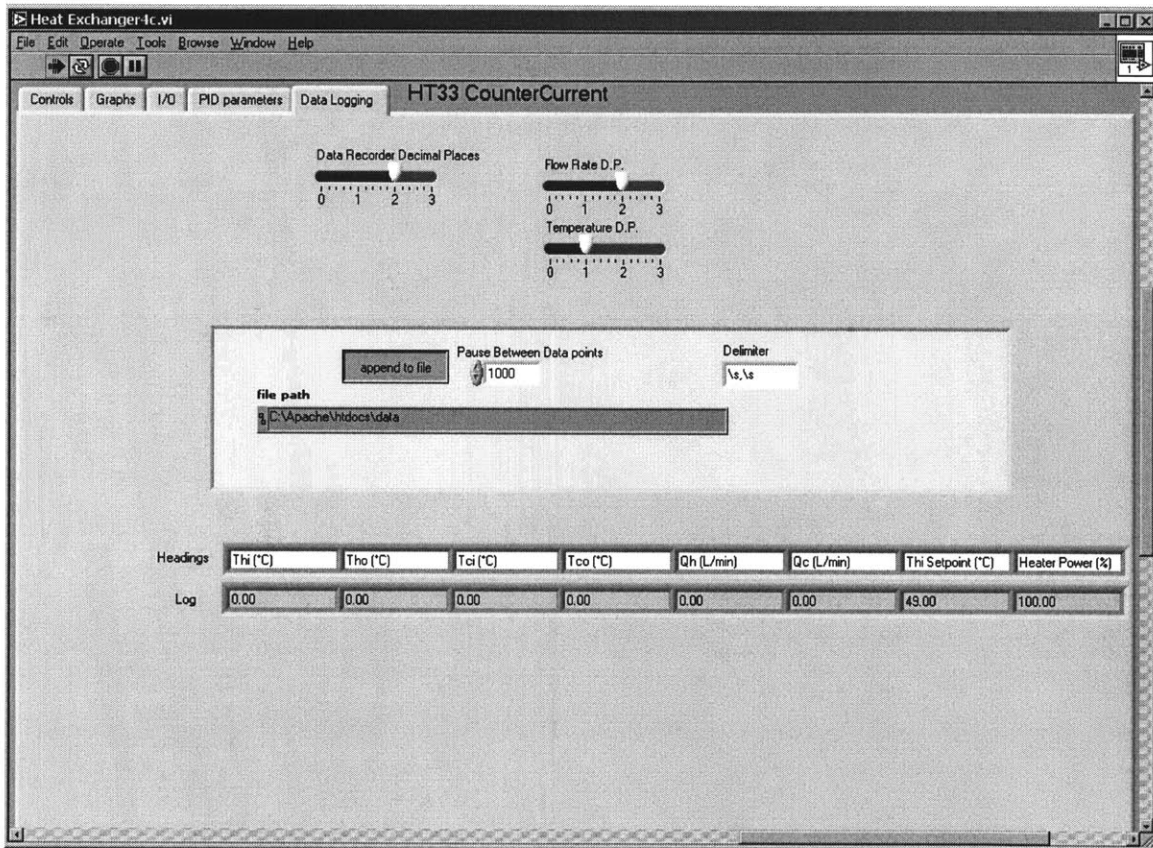 Heat Exchanger-lc.vi
File Edit Operate Tools Browse Window Help
1
Controls Graphs I/O PID parameters Data Logging HT33 CounterCurrent
Data Recorder Decimal Places
0 1 2 3
Flow Rate D.P.
0 1 2 3
Temperature D.P.
0 1 2 3
append to file
Pause Between Data points
1000
Delimiter
\s,\s
file path
C:\Apache\htdocs\data
Headings Thi (°C) Tho (°C) Tci (°C) Tco (°C) Qh (L/min) Qc (L/min) Thi Setpoint (°C) Heater Power (%)
Log 0.00 0.00 0.00 0.00 0.00 0.00 49.00 100.00